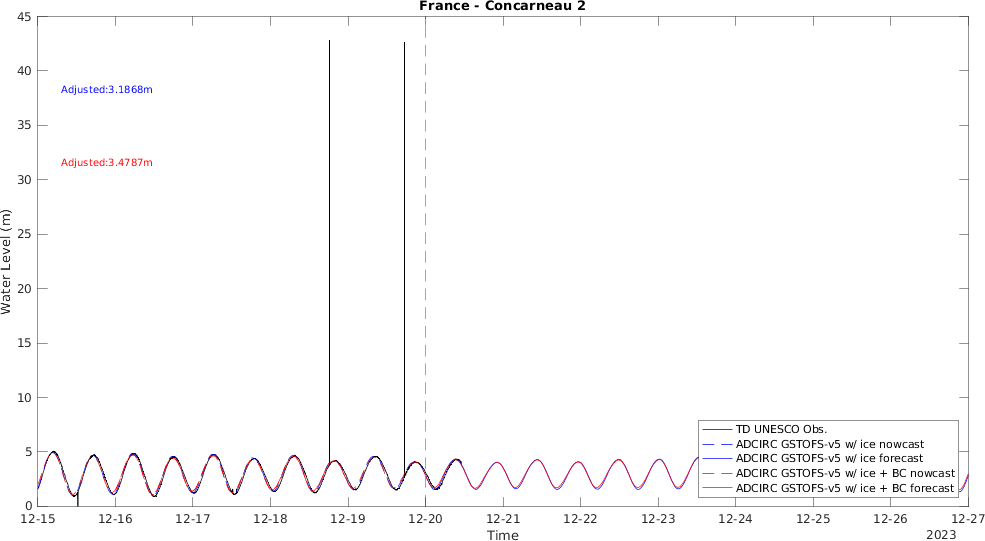 France - Concarneau 2
Water Level (m)
45
40
35
30
25
20
15
10
5
0
Adjusted:3.1868m
Adjusted:3.4787m
TD UNESCO Obs.
ADCIRC GSTOFS-v5 w/ ice nowcast
ADCIRC GSTOFS-v5 w/ ice forecast
ADCIRC GSTOFS-v5 w/ ice + BC nowcast
ADCIRC GSTOFS-v5 w/ ice + BC forecast
12-15 12-16 12-17 12-18 12-19 12-20 12-21 12-22 12-23 12-24 12-25 12-26 12-27
Time
2023